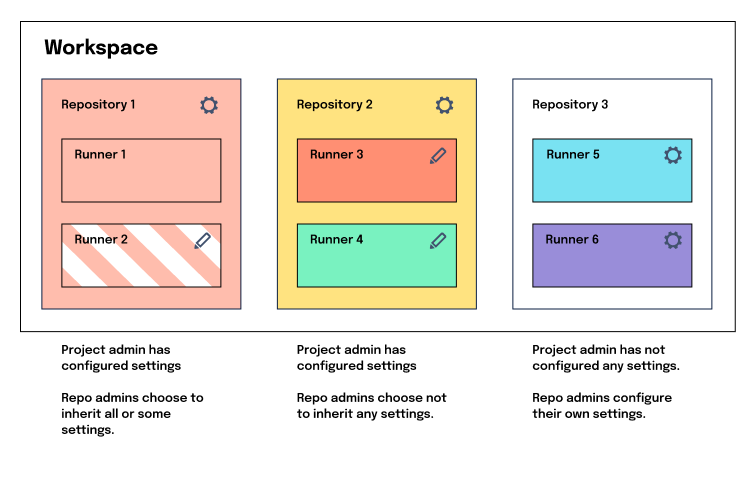 Workspace
Repository 1
Runner 1
Runner 2
Repository 2
Runner 3
Runner 4
Repository 3
Runner 5
Runner 6
Project admin has
configured settings
Repo admins choose to
inherit all or some
settings.
Project admin has
configured settings
Repo admins choose not
to inherit any settings.
Project admin has not
configured any settings.
Repo admins configure
their own settings.